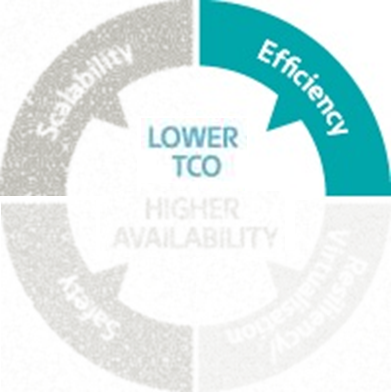 Scalability
Efficiency
LOWER
TCO
HIGHER
AVAILABILITY
Safety
Resiliency/
Virtualisation